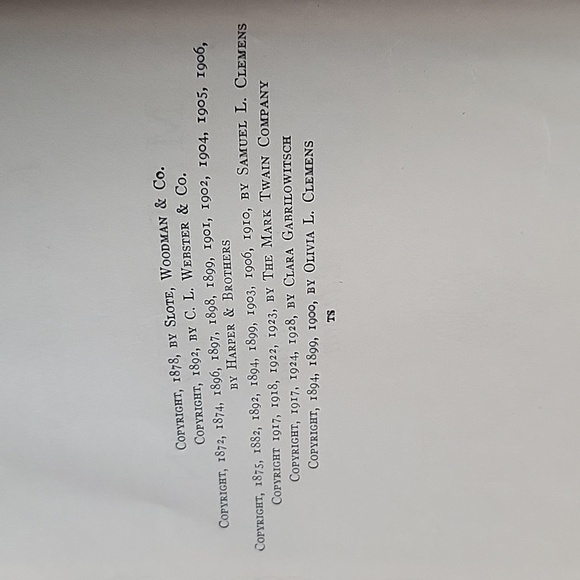 Copyright, 1878, by Slote, Woodman & Co.
Copyright, 1892, by C. L. Webster & Co.
Copyright, 1872, 1874, 1896, 1897, 1898, 1899, 1901, 1902, 1904, 1905, 1906,
by Harper & Brothers
Copyright, 1875, 1882, 1892, 1894, 1899, 1903, 1906, 1910, by Samuel L. Clemens
Copyright 1917, 1918, 1922, 1923, by The Mark Twain Company
Copyright, 1917, 1924, 1928, by Clara Gabrilowitsch
Copyright, 1894, 1899, 1900, by Olivia L. Clemens
TS